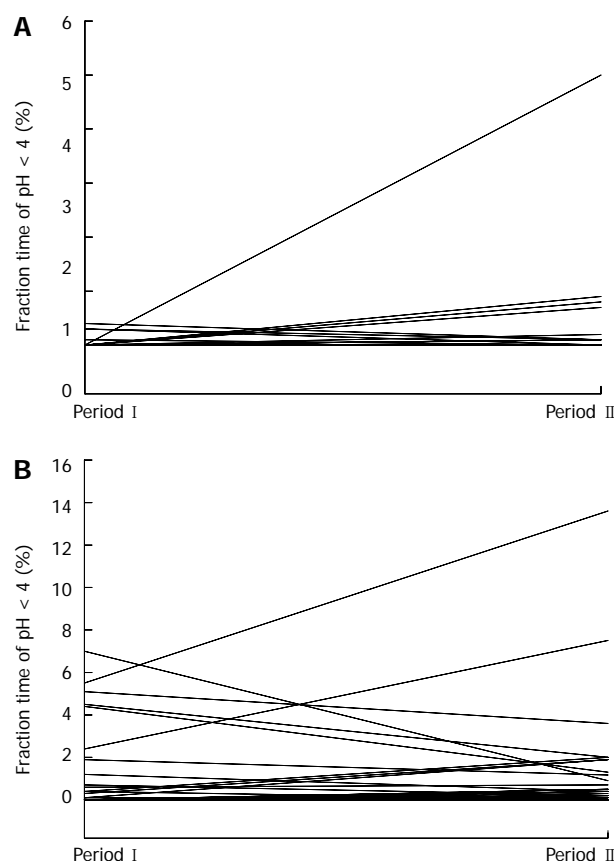 A
Fraction time of pH < 4 (%)
6
5
4
3
2
1
0
Period Ⅰ
Period Ⅱ
B
Fraction time of pH < 4 (%)
16
14
12
10
8
6
4
2
0
Period Ⅰ
Period Ⅱ